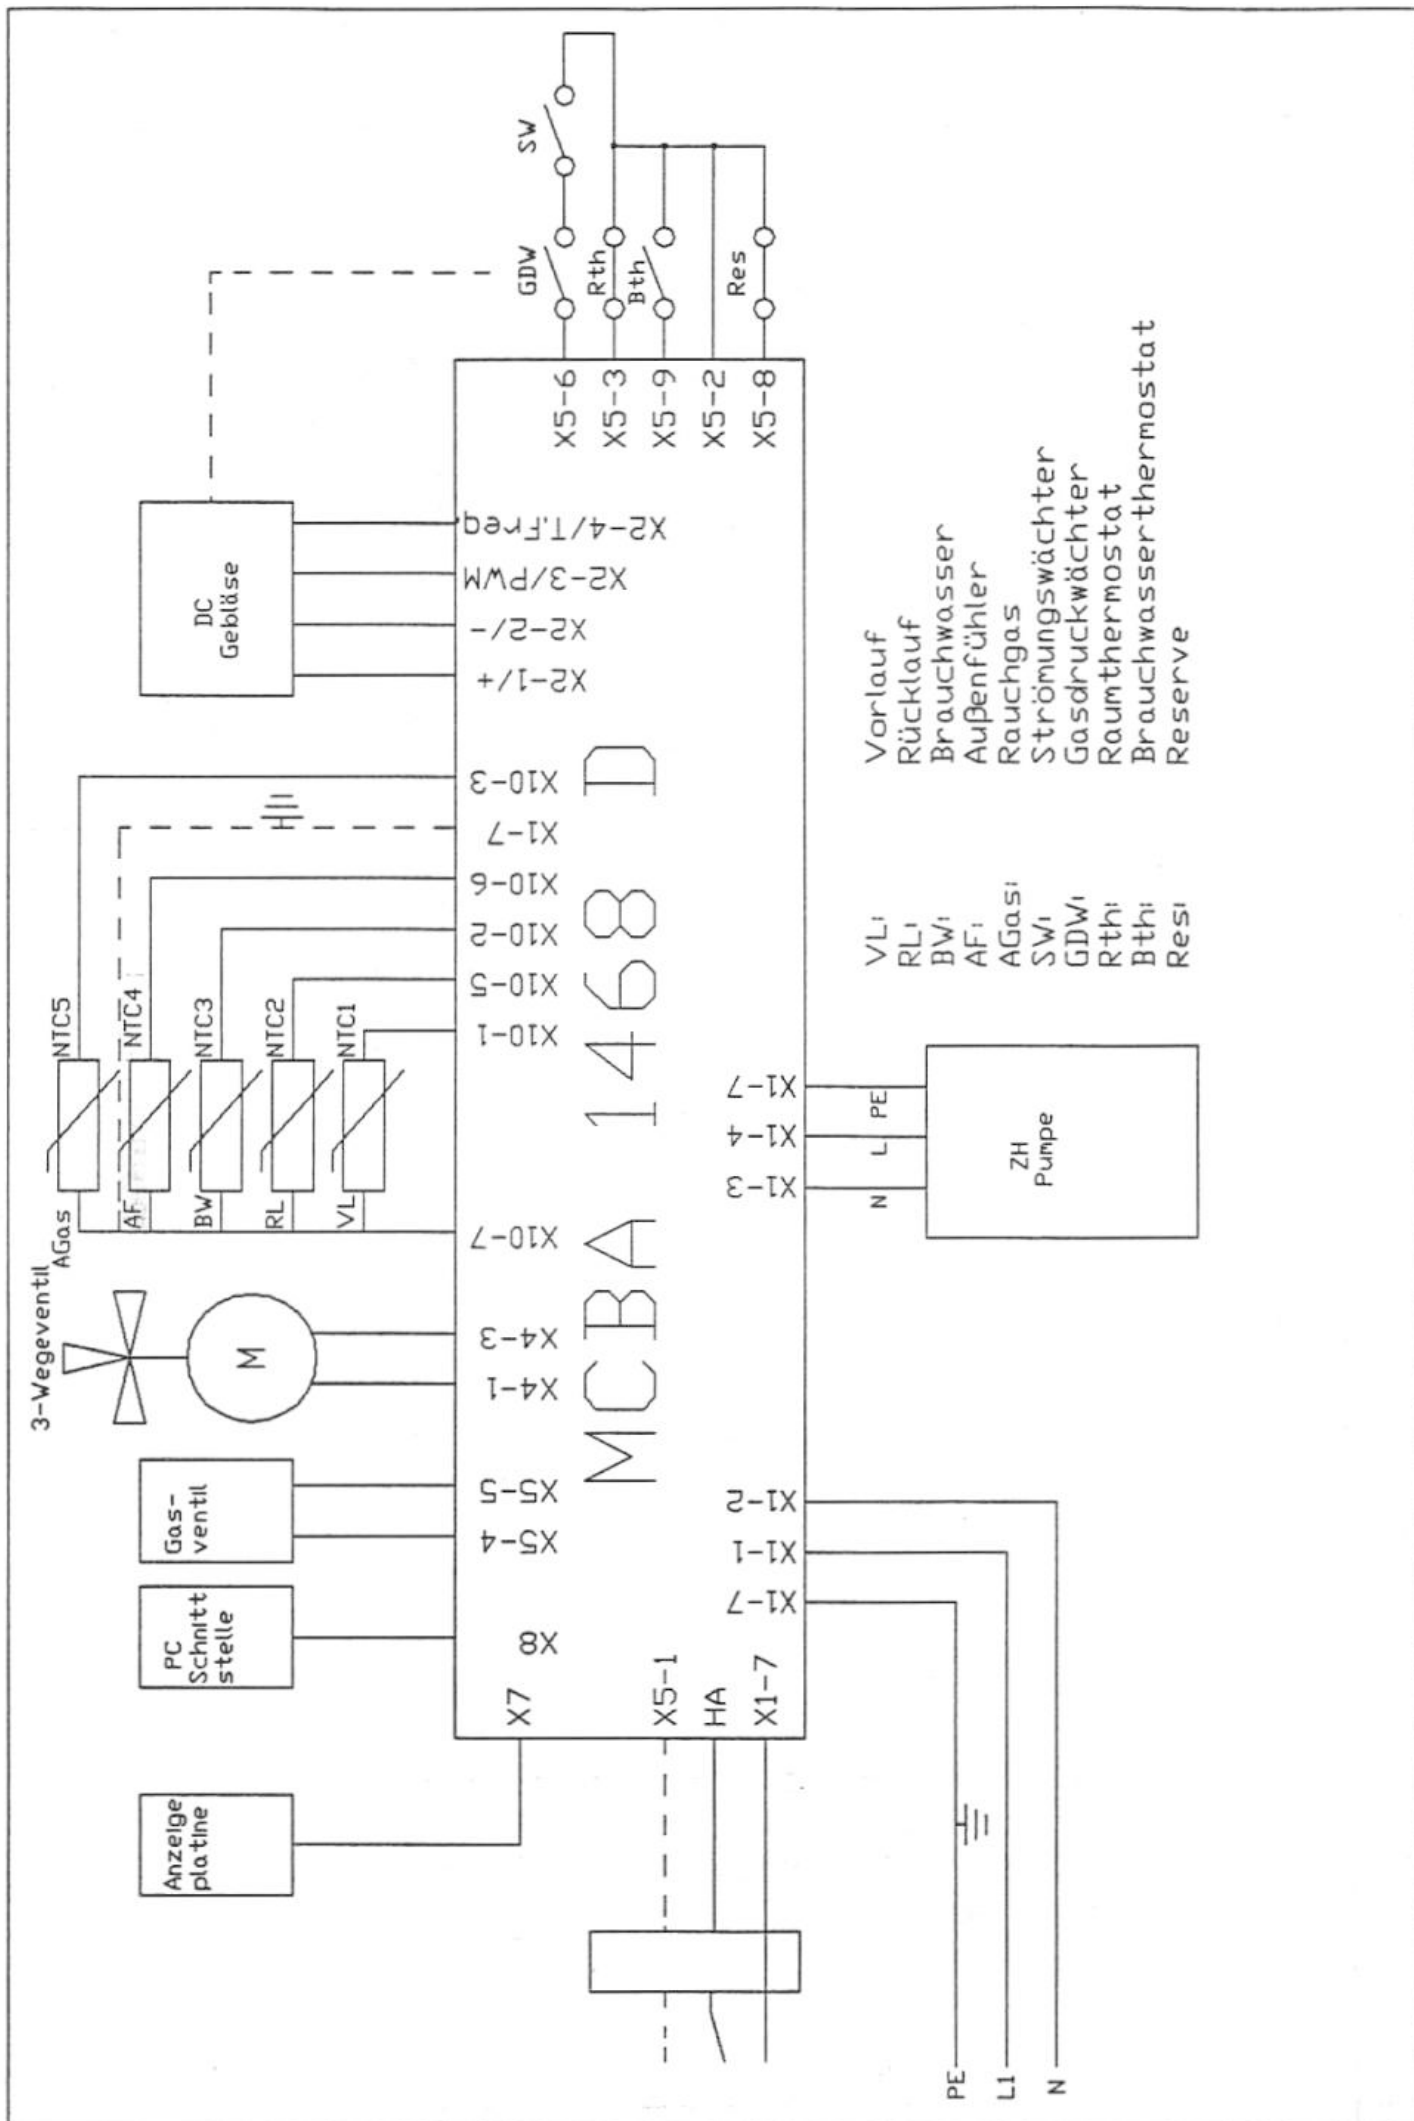 3-Wegeventil
AGas
AF
BW
RL
VL
NTC5
NTC4
NTC3
NTC2
NTC1
DC
Gebläse
GDW
SW
Rth
Bth
Res
Anzeige
platine
PC
Schnitt
stelle
Gas-
ventil
M
X7
X8
X5-4
X5-5
X4-1
X4-3
X10-7
X10-1
X10-5
X10-2
X10-6
X1-7
X10-3
X2-1/+
X2-2/-
X2-3/PWM
X2-4/T.Freq
X5-6
X5-3
X5-9
X5-2
X5-8
MCBA 1468 D
X5-1
HA
X1-7
X1-7
X1-1
X1-2
X1-3
X1-4
X1-7
N
L
PE
ZH
Pumpe
PE
L1
N
VL: Vorlauf
RL: Rücklauf
BW: Brauchwasser
AF: Außenfühler
AGas: Rauchgas
SW: Strömungswächter
GDW: Gasdruckwächter
Rth: Raumthermostat
Bth: Brauchwasserthermostat
Res: Reserve